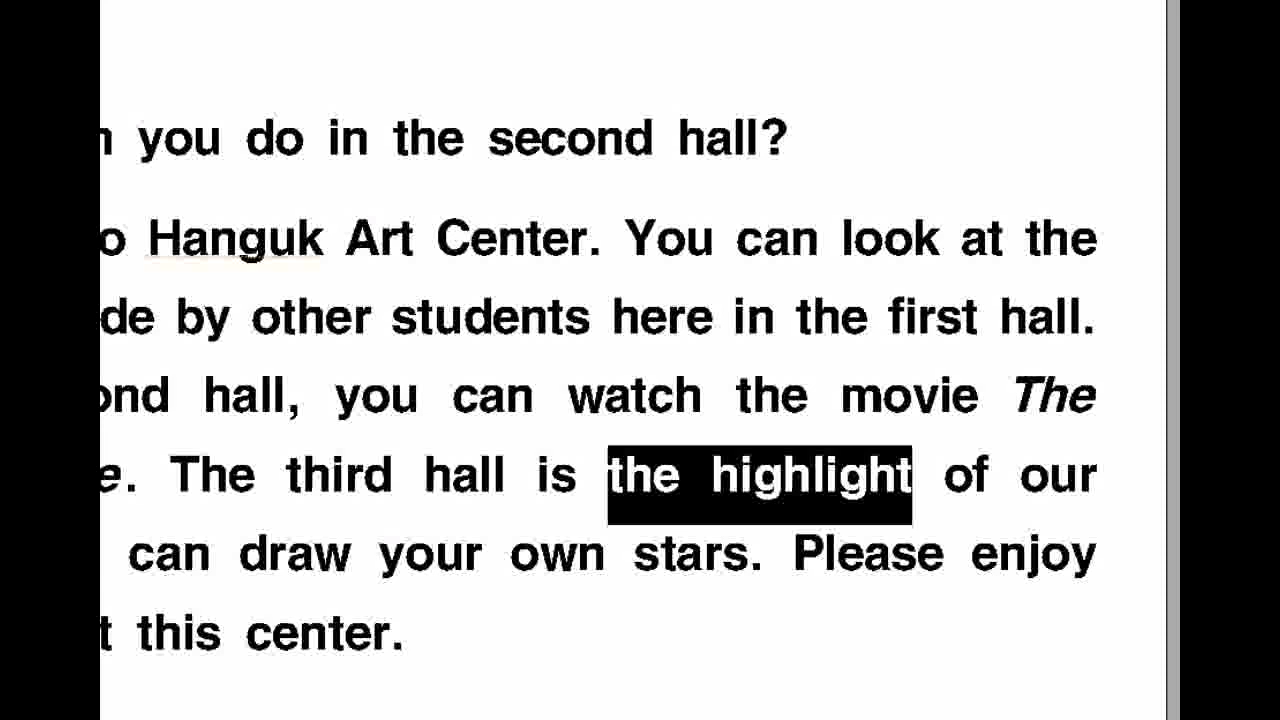 you do in the second hall?
Hanguk Art Center. You can look at the
by other students here in the first hall.
hall, you can watch the movie The
The third hall is the highlight of our
can draw your own stars. Please enjoy
this center.